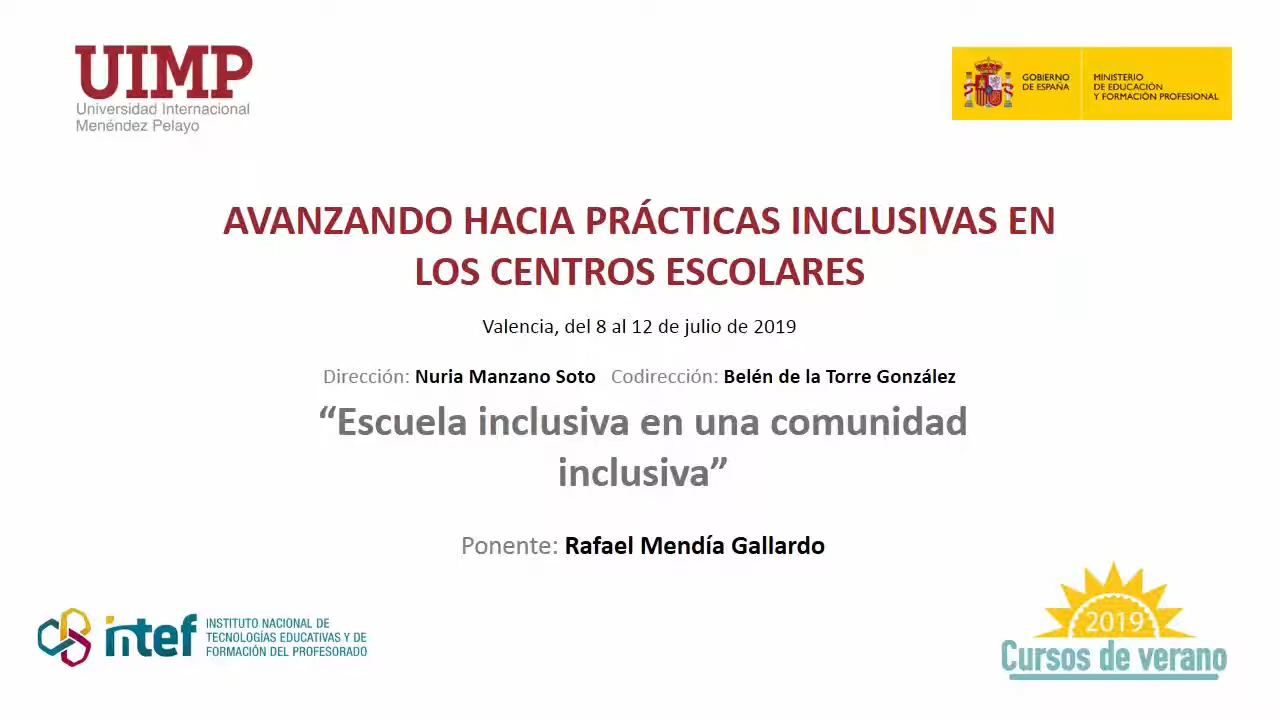 UIMP
Universidad Internacional
Menéndez Pelayo
GOBIERNO
DE ESPAÑA
MINISTERIO
DE EDUCACIÓN
Y FORMACIÓN PROFESIONAL
AVANZANDO HACIA PRÁCTICAS INCLUSIVAS EN
LOS CENTROS ESCOLARES
Valencia, del 8 al 12 de julio de 2019
Dirección: Nuria Manzano Soto Codirección: Belén de la Torre González
“Escuela inclusiva en una comunidad
inclusiva”
Ponente: Rafael Mendía Gallardo
intef
INSTITUTO NACIONAL DE
TECNOLOGÍAS EDUCATIVAS Y DE
FORMACIÓN DEL PROFESORADO
2019
Cursos de verano